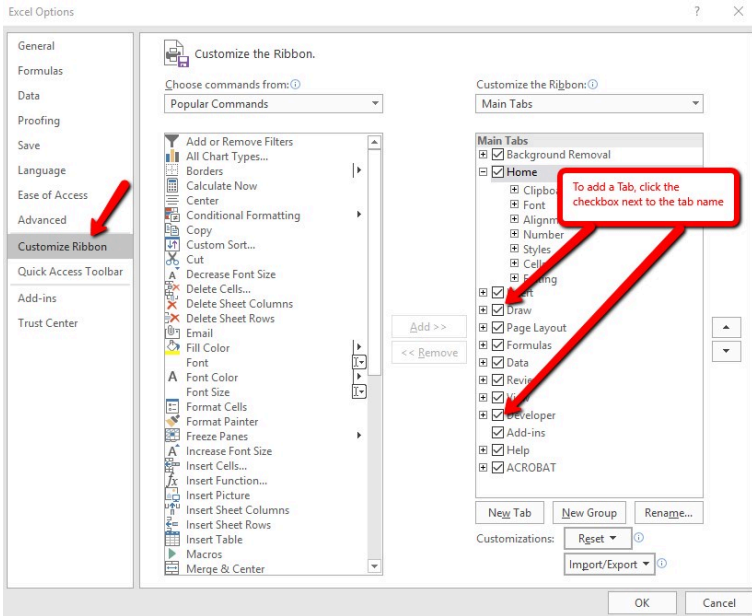 Excel Options
?
General
Formulas
Data
Proofing
Save
Language
Ease of Access
Advanced
Customize Ribbon
Quick Access Toolbar
Add-ins
Trust Center
Customize the Ribbon.
Choose commands from:
Popular Commands
Add or Remove Filters
All Chart Types...
Borders
Calculate Now
Center
Conditional Formatting
Copy
Custom Sort...
Cut
Decrease Font Size
Delete Cells...
Delete Sheet Columns
Delete Sheet Rows
Email
Fill Color
Font
Font Color
Font Size
Format Cells
Format Painter
Freeze Panes
Increase Font Size
Insert Cells...
Insert Function...
Insert Picture
Insert Sheet Columns
Insert Sheet Rows
Insert Table
Macros
Merge & Center
Add >>
<< Remove
Customize the Ribbon:
Main Tabs
Main Tabs
Background Removal
Home
To add a Tab, click the
checkbox next to the tab name
Font
Number
Styles
Draw
Page Layout
Formulas
Data
Developer
Add-ins
Help
ACROBAT
New Tab
New Group
Rename...
Customizations:
Reset
Import/Export
OK
Cancel